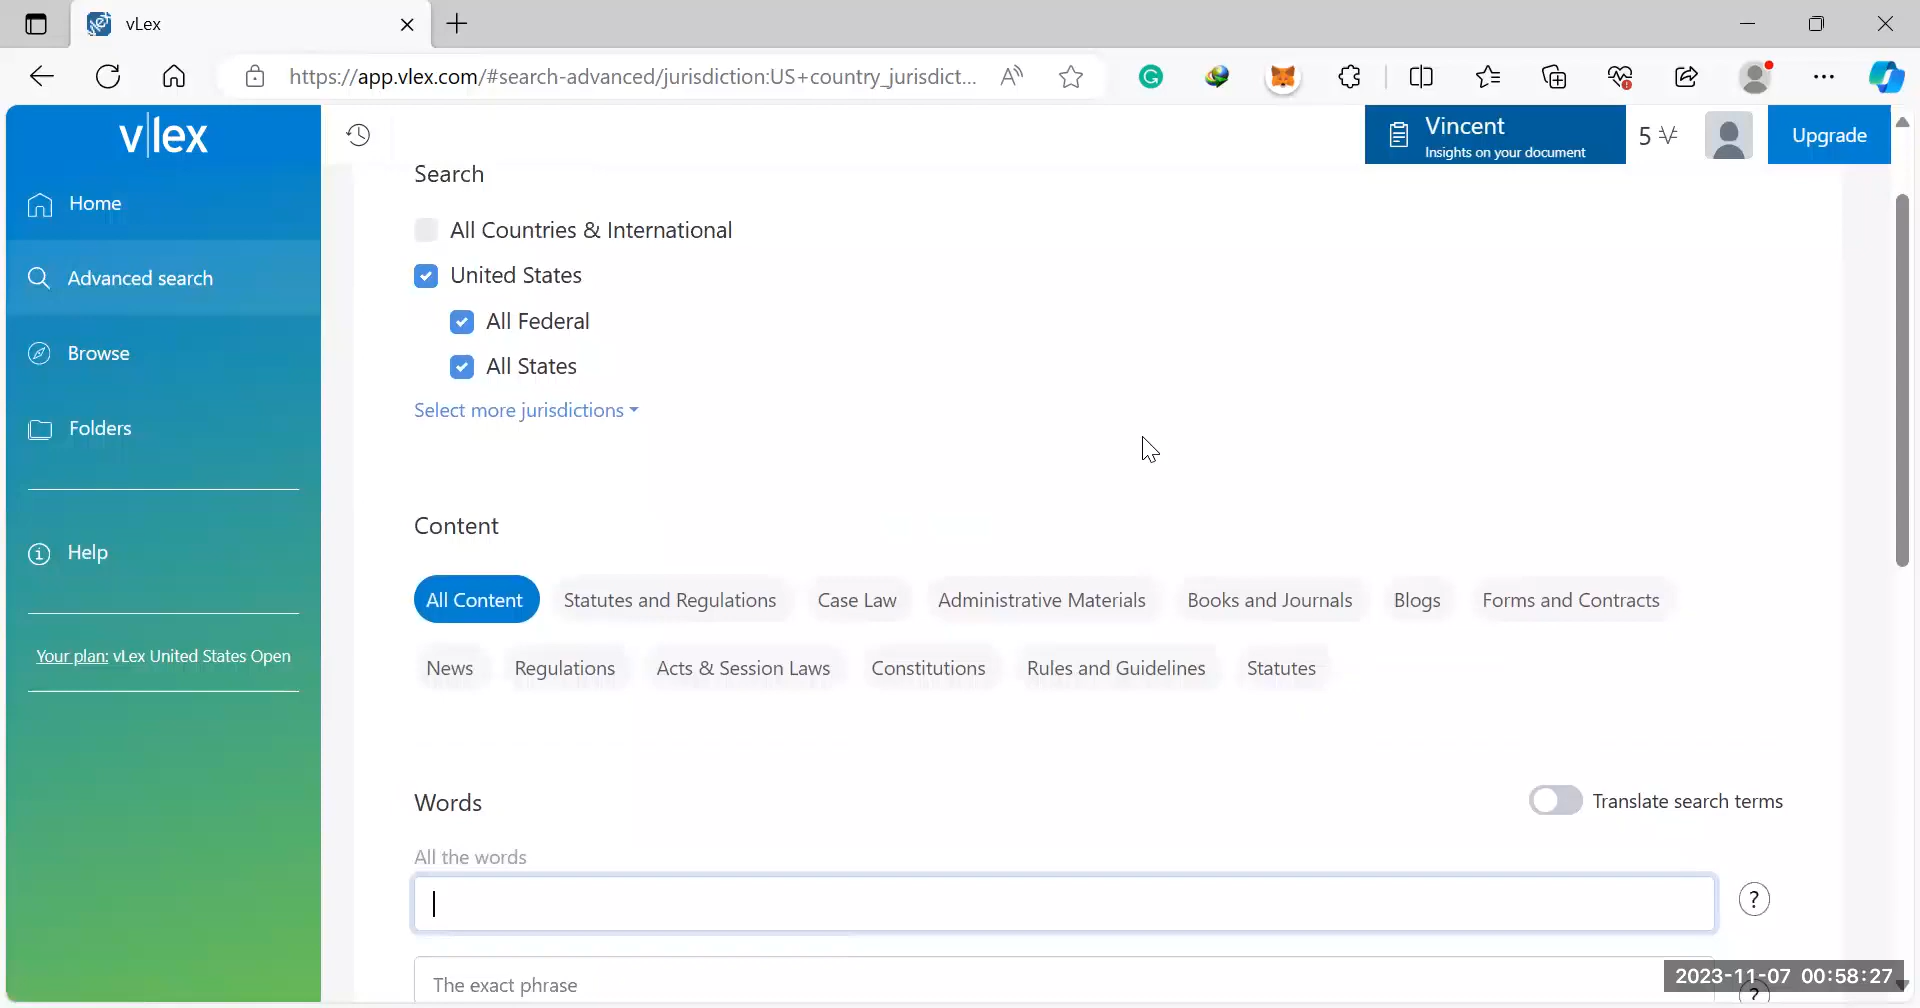 vLex
https://app.vlex.com/#search-advanced/jurisdiction:US+country_jurisdict...
v|lex
Vincent
Insights on your document
5
Upgrade
Home
Advanced search
Browse
Folders
Help
Your plan: vLex United States Open
Search
All Countries & International
United States
All Federal
All States
Select more jurisdictions
Content
All Content Statutes and Regulations Case Law Administrative Materials Books and Journals Blogs Forms and Contracts
News Regulations Acts & Session Laws Constitutions Rules and Guidelines Statutes
Words
Translate search terms
All the words
?
The exact phrase
?
2023-11-07 00:58:27